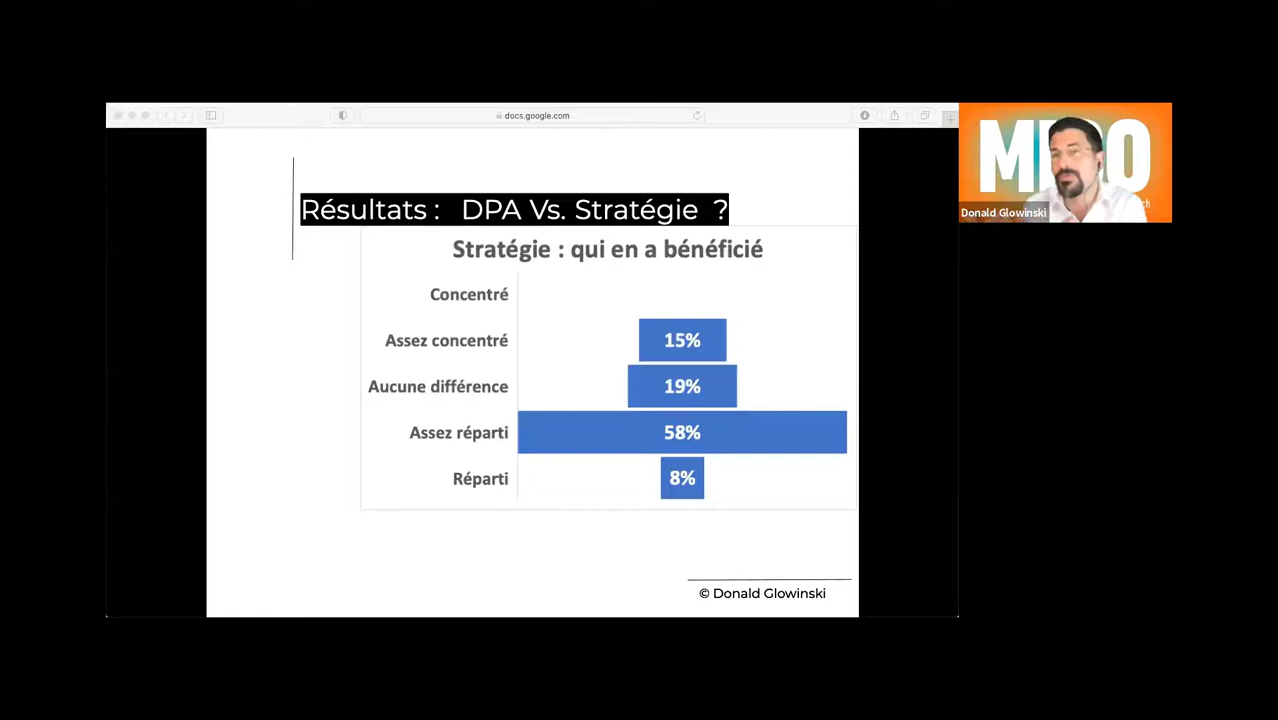 docs.google.com
Résultats : DPA Vs. Stratégie ?
Stratégie : qui en a bénéficié
Concentré
Assez concentré 15%
Aucune différence 19%
Assez réparti 58%
Réparti 8%
© Donald Glowinski
Donald Glowinski